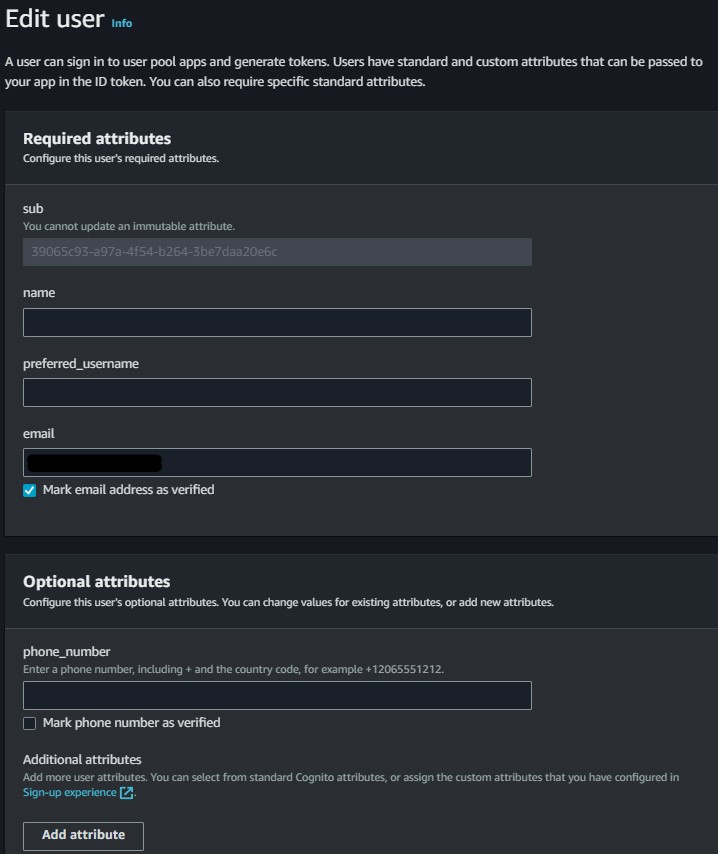 Edit user Info
A user can sign in to user pool apps and generate tokens. Users have standard and custom attributes that can be passed to
your app in the ID token. You can also require specific standard attributes.
Required attributes
Configure this user's required attributes.
sub
You cannot update an immutable attribute.
39065c93-a97a-4f54-b264-3be7daa20e6c
name
preferred_username
email
Mark email address as verified
Optional attributes
Configure this user's optional attributes. You can change values for existing attributes, or add new attributes.
phone_number
Enter a phone number, including + and the country code, for example +12065551212.
Mark phone number as verified
Additional attributes
Add more user attributes. You can select from standard Cognito attributes, or assign the custom attributes that you have configured in
Sign-up experience.
Add attribute